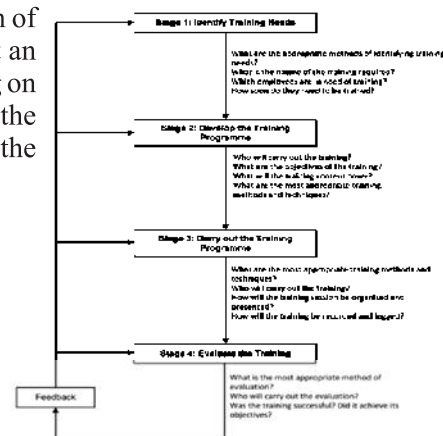 n of
t an
g on
the
the
Stage 1: Identify Training Needs
What are the appropriate methods of identifying training
needs?
What is the nature of the training required?
Which employees are in need of training?
How soon do they need to be trained?
Stage 2: Develop the Training
Programme
Who will carry out the training?
What are the objectives of the training?
What will the training content cover?
What are the most appropriate training
methods and techniques?
Stage 3: Carry out the Training
Programme
What are the most appropriate training methods and
techniques?
Who will carry out the training?
How will the training session be organised and
presented?
How will the training be recorded and logged?
Stage 4: Evaluate the Training
What is the most appropriate method of
evaluation?
Who will carry out the evaluation?
Was the training successful? Did it achieve its
objectives?
Feedback